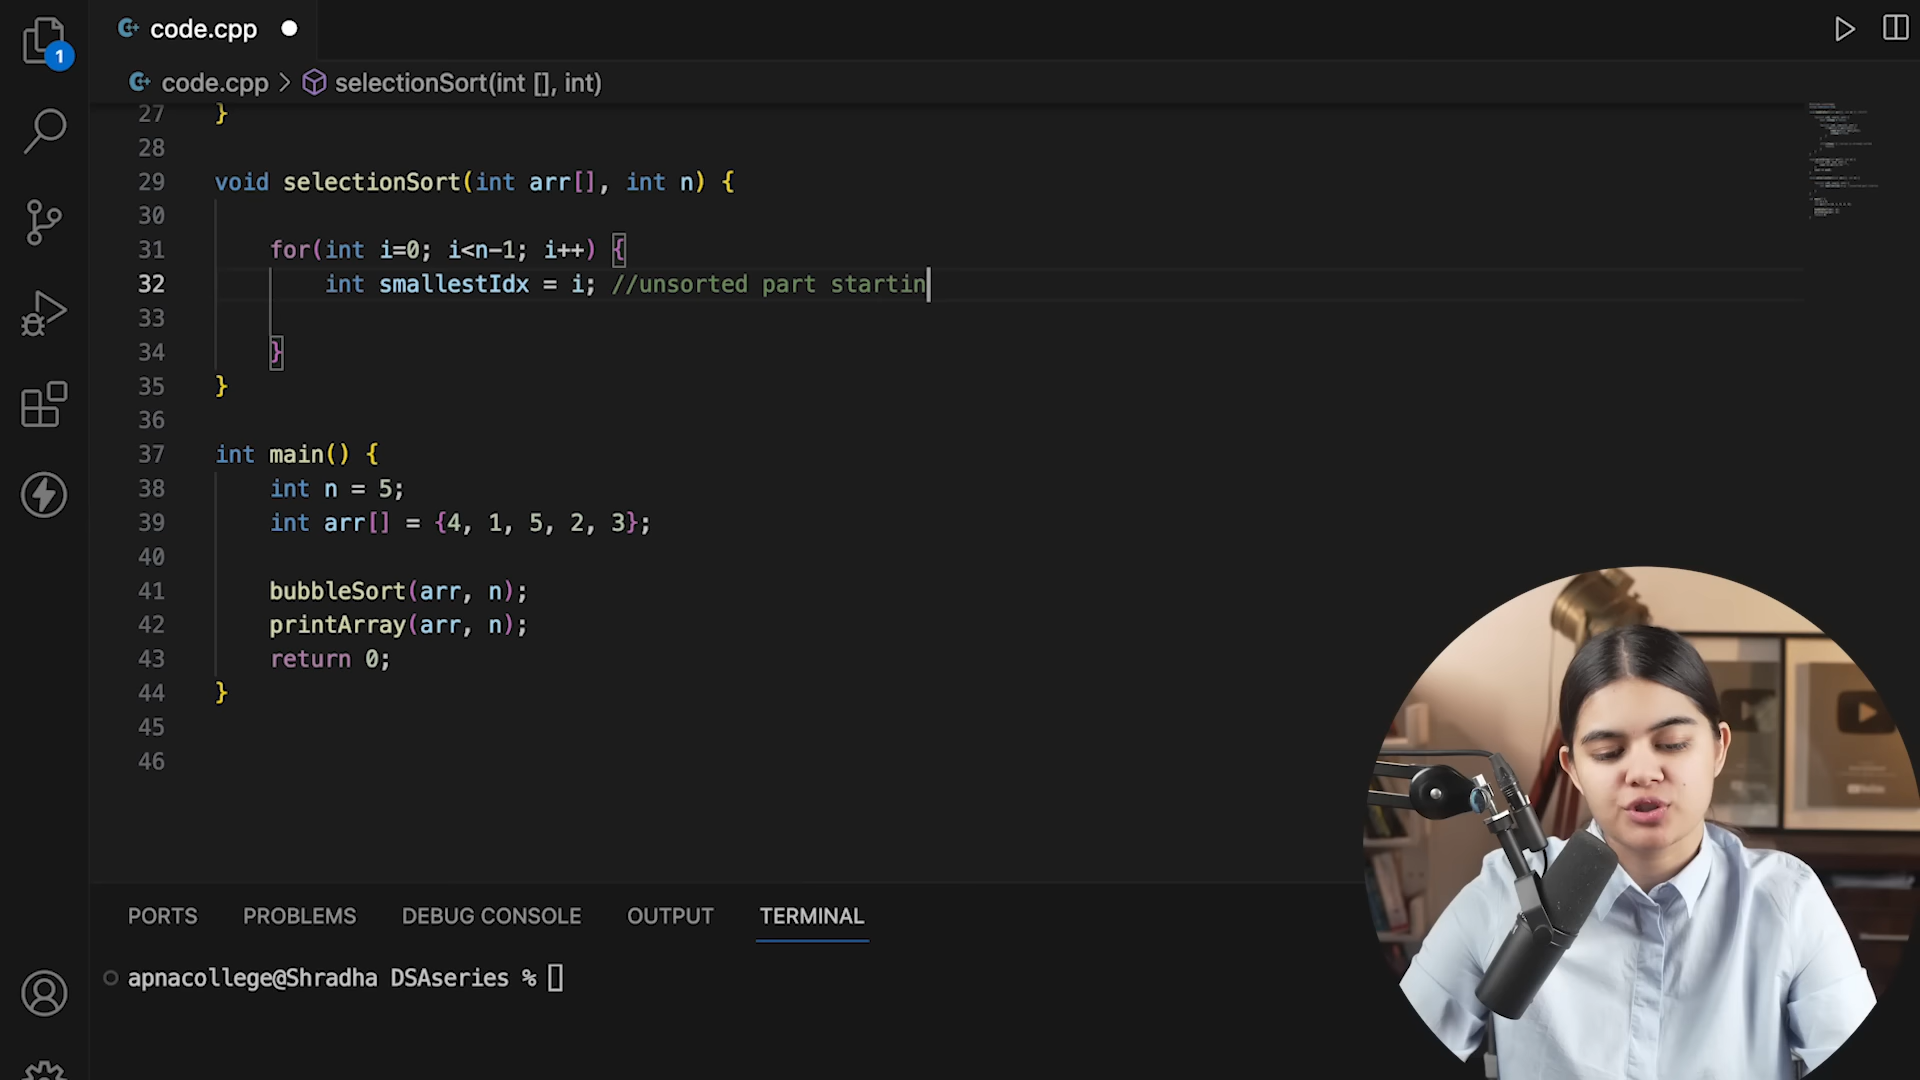 1
code.cpp
code.cpp > selectionSort(int [], int)
27 }
28
29 void selectionSort(int arr[], int n) {
30
31 for(int i=0; i<n-1; i++) {
32 int smallestIdx = i; //unsorted part startin
33
34 }
35 }
36
37 int main() {
38 int n = 5;
39 int arr[] = {4, 1, 5, 2, 3};
40
41 bubbleSort(arr, n);
42 printArray(arr, n);
43 return 0;
44 }
45
46
PORTS PROBLEMS DEBUG CONSOLE OUTPUT TERMINAL
apnacollege@Shradha DSAseries %